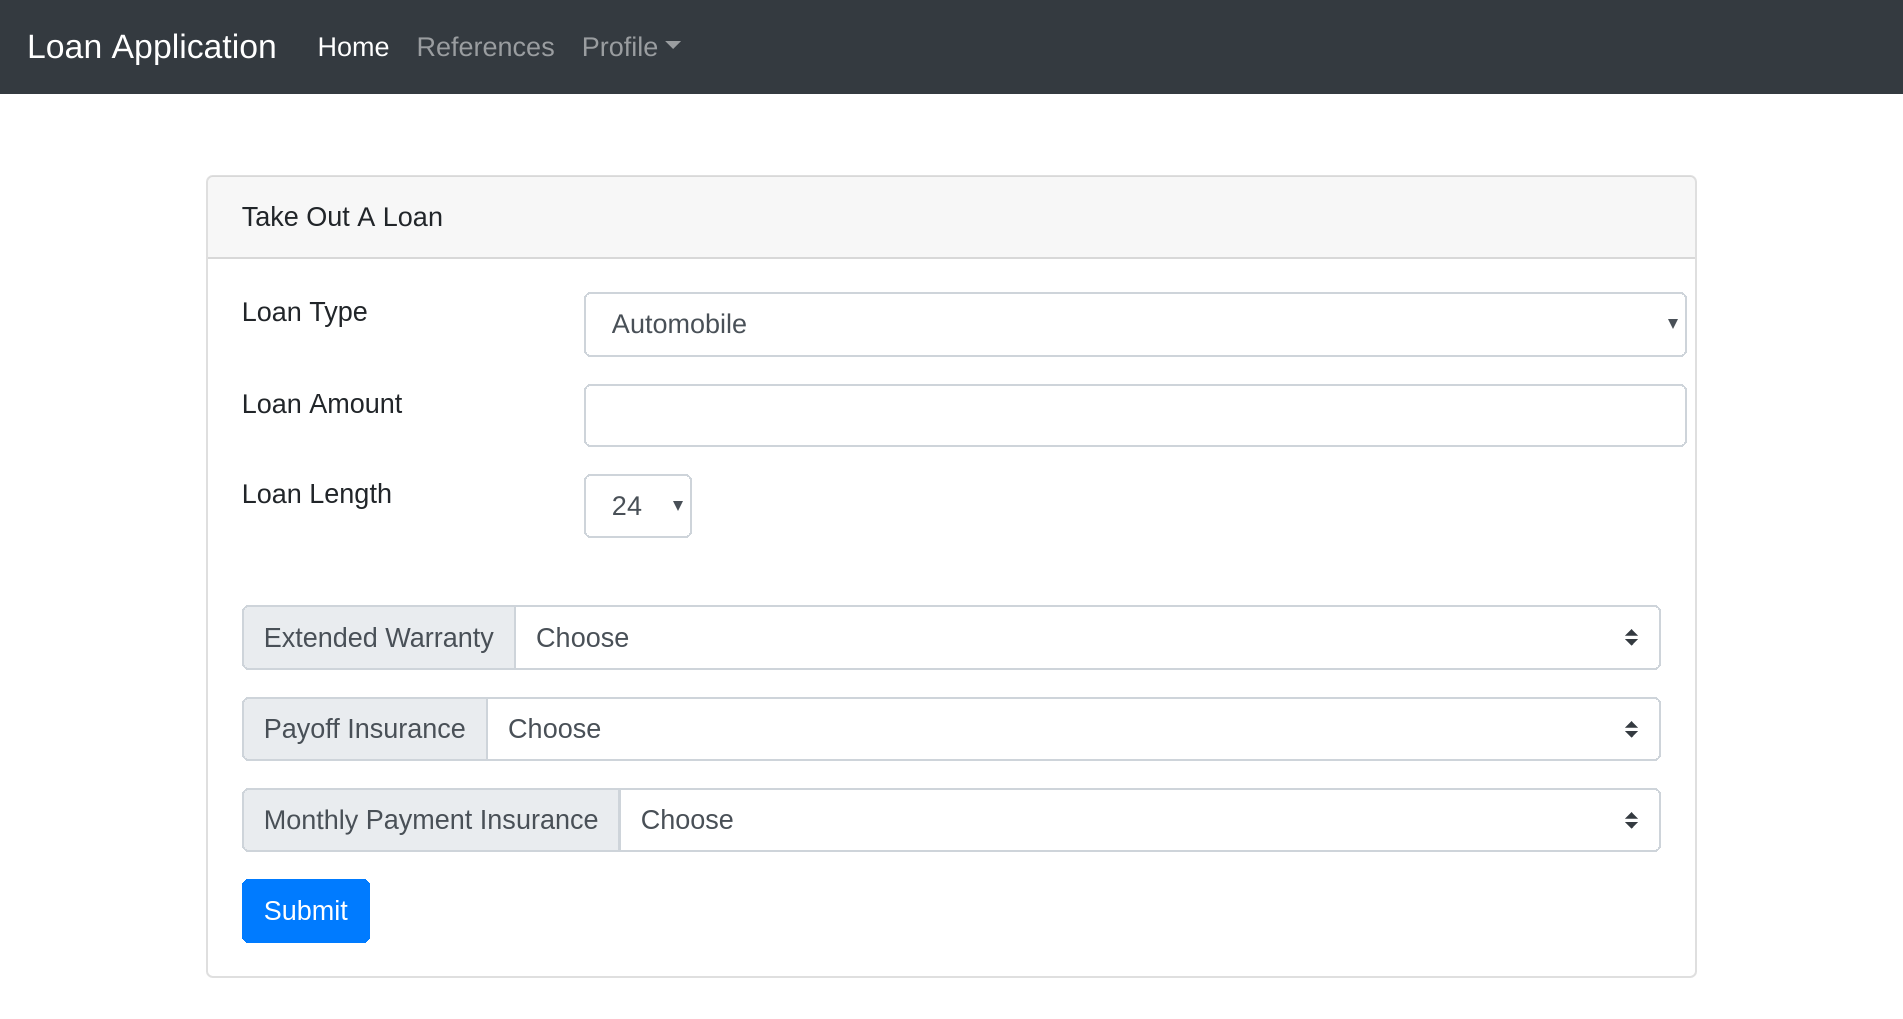 Loan Application Home References Profile
Take Out A Loan
Loan Type Automobile
Loan Amount
Loan Length 24
Extended Warranty Choose
Payoff Insurance Choose
Monthly Payment Insurance Choose
Submit